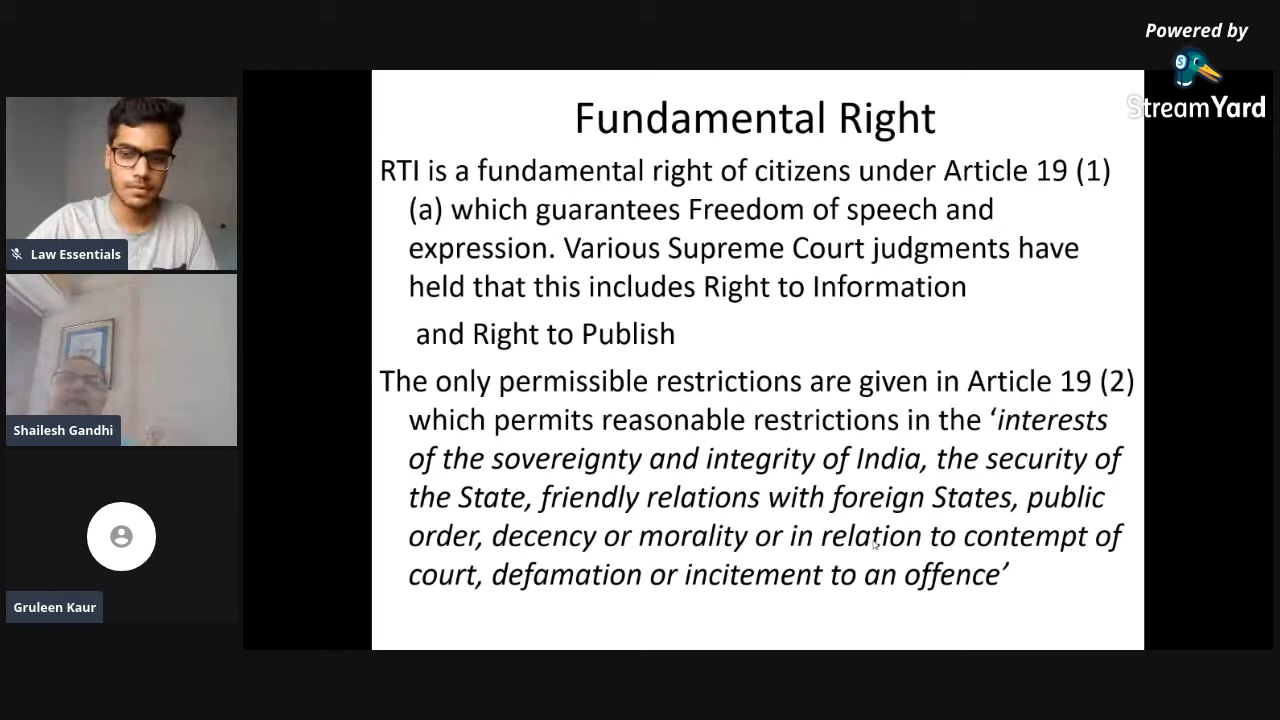 Powered by
StreamYard
Fundamental Right
RTI is a fundamental right of citizens under Article 19 (1)
(a) which guarantees Freedom of speech and
expression. Various Supreme Court judgments have
held that this includes Right to Information
and Right to Publish
The only permissible restrictions are given in Article 19 (2)
which permits reasonable restrictions in the ‘interests
of the sovereignty and integrity of India, the security of
the State, friendly relations with foreign States, public
order, decency or morality or in relation to contempt of
court, defamation or incitement to an offence’
Law Essentials
Shailesh Gandhi
Gruleen Kaur